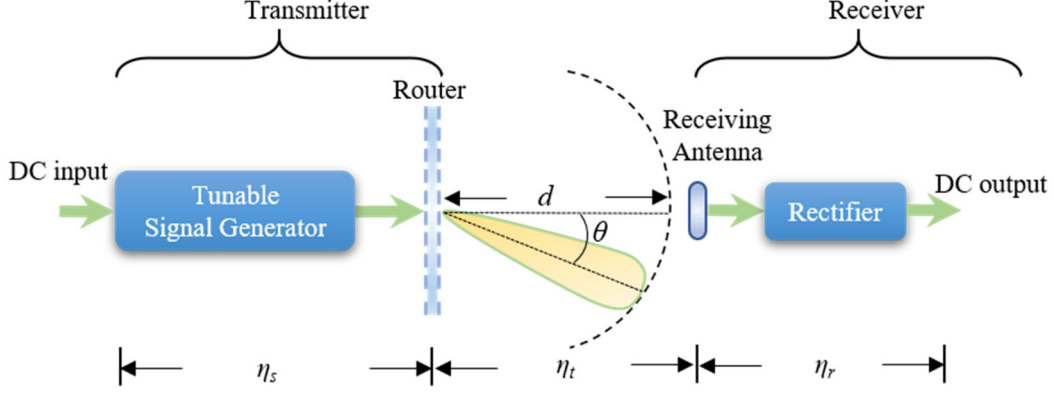 Transmitter
Receiver
Router
Receiving
Antenna
DC input
Tunable
Signal Generator
d
θ
Rectifier
DC output
ηs
ηt
ηr